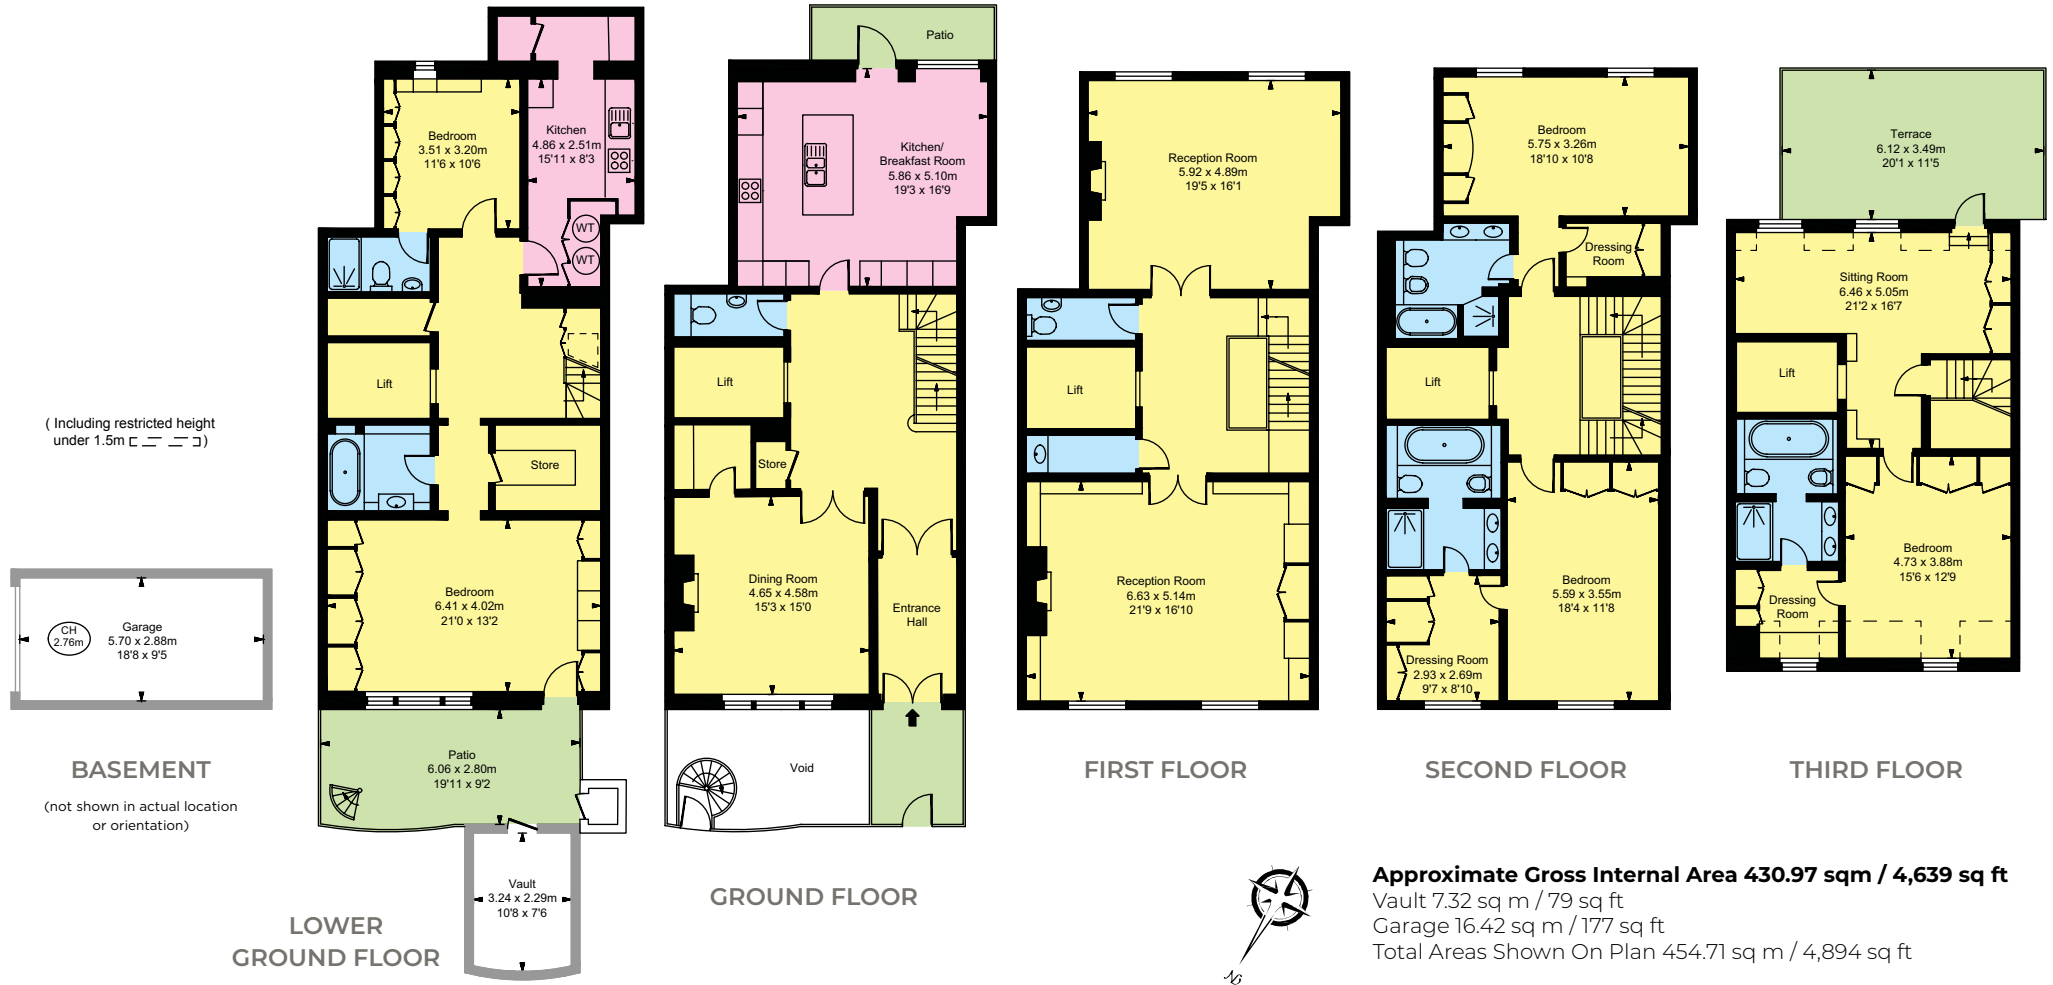 ( Including restricted height
under 1.5m )
CH
2.76m
Garage
5.70 x 2.88m
18'8 x 9'5
BASEMENT
(not shown in actual location
or orientation)
Bedroom
3.51 x 3.20m
11'6 x 10'6
Kitchen
4.86 x 2.51m
15'11 x 8'3
WT
WT
Lift
Store
Bedroom
6.41 x 4.02m
21'0 x 13'2
Patio
6.06 x 2.80m
19'11 x 9'2
Vault
3.24 x 2.29m
10'8 x 7'6
LOWER
GROUND FLOOR
Patio
Kitchen/
Breakfast Room
5.86 x 5.10m
19'3 x 16'9
Lift
Store
Dining Room
4.65 x 4.58m
15'3 x 15'0
Entrance
Hall
Void
GROUND FLOOR
Reception Room
5.92 x 4.89m
19'5 x 16'1
Lift
Reception Room
6.63 x 5.14m
21'9 x 16'10
FIRST FLOOR
Bedroom
5.75 x 3.26m
18'10 x 10'8
Dressing
Room
Lift
Bedroom
5.59 x 3.55m
18'4 x 11'8
Dressing Room
2.93 x 2.69m
9'7 x 8'10
SECOND FLOOR
Terrace
6.12 x 3.49m
20'1 x 11'5
Sitting Room
6.46 x 5.05m
21'2 x 16'7
Lift
Bedroom
4.73 x 3.88m
15'6 x 12'9
Dressing
Room
THIRD FLOOR
Approximate Gross Internal Area 430.97 sqm / 4,639 sq ft
Vault 7.32 sq m / 79 sq ft
Garage 16.42 sq m / 177 sq ft
Total Areas Shown On Plan 454.71 sq m / 4,894 sq ft